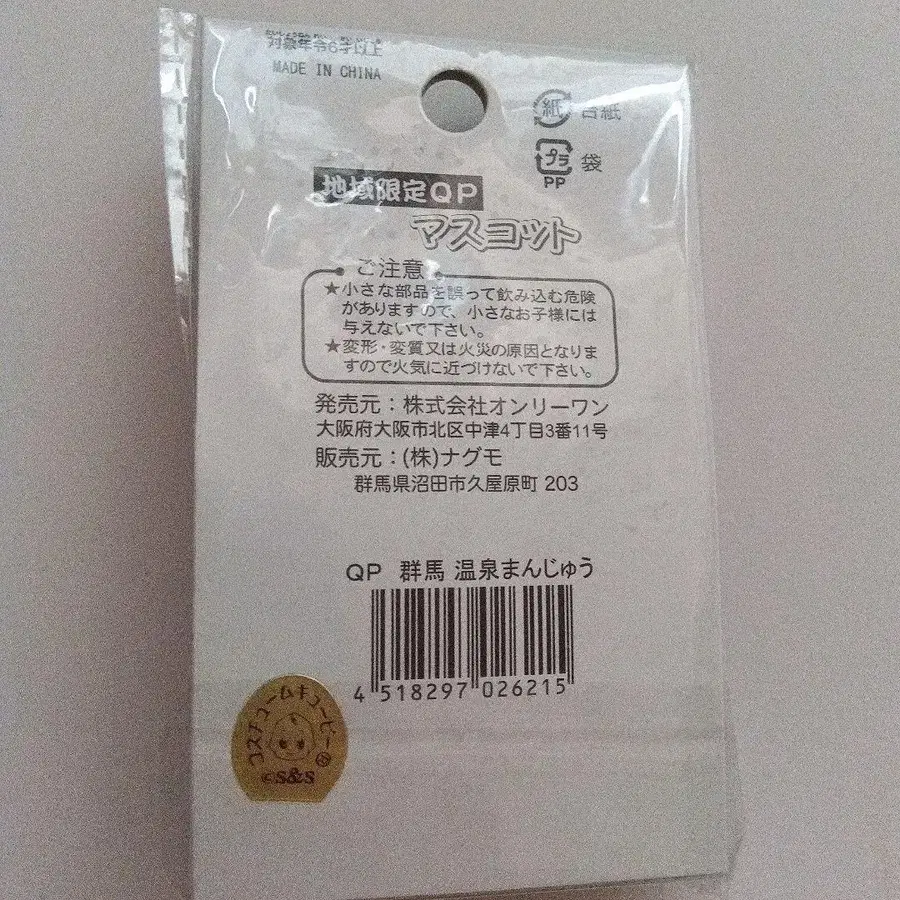 対象年令6才以上
MADE IN CHINA
紙 台紙
プラ 袋
PP
地域限定QP
マスコット
ご注意
★小さな部品を誤って飲み込む危険
がありますので、小さなお子様には
与えないで下さい。
★変形・変質又は火災の原因となりま
すので火気に近づけないで下さい。
発売元：株式会社オンリーワン
大阪府大阪市北区中津4丁目3番11号
販売元：(株)ナグモ
群馬県沼田市久屋原町 203
QP 群馬 温泉まんじゅう
4 518297 026215
コスチュームキューピー
©S&S